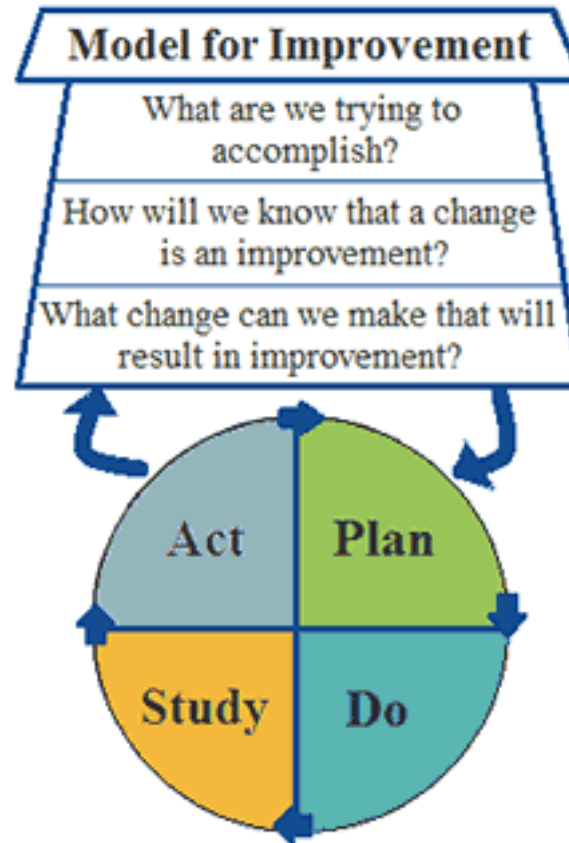 Model for Improvement
What are we trying to
accomplish?
How will we know that a change
is an improvement?
What change can we make that will
result in improvement?
Act
Plan
Study
Do